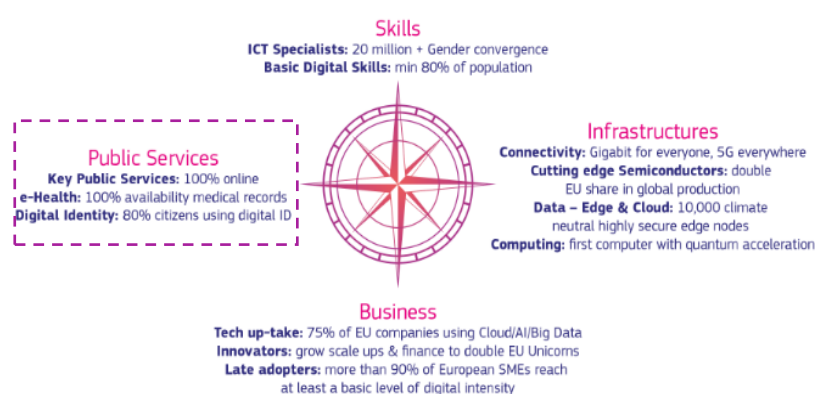 Skills
ICT Specialists: 20 million + Gender convergence
Basic Digital Skills: min 80% of population
Public Services
Key Public Services: 100% online
e-Health: 100% availability medical records
Digital Identity: 80% citizens using digital ID
Infrastructures
Connectivity: Gigabit for everyone, 5G everywhere
Cutting edge Semiconductors: double
EU share in global production
Data – Edge & Cloud: 10,000 climate
neutral highly secure edge nodes
Computing: first computer with quantum acceleration
Business
Tech up-take: 75% of EU companies using Cloud/AI/Big Data
Innovators: grow scale ups & finance to double EU Unicorns
Late adopters: more than 90% of European SMEs reach
at least a basic level of digital intensity